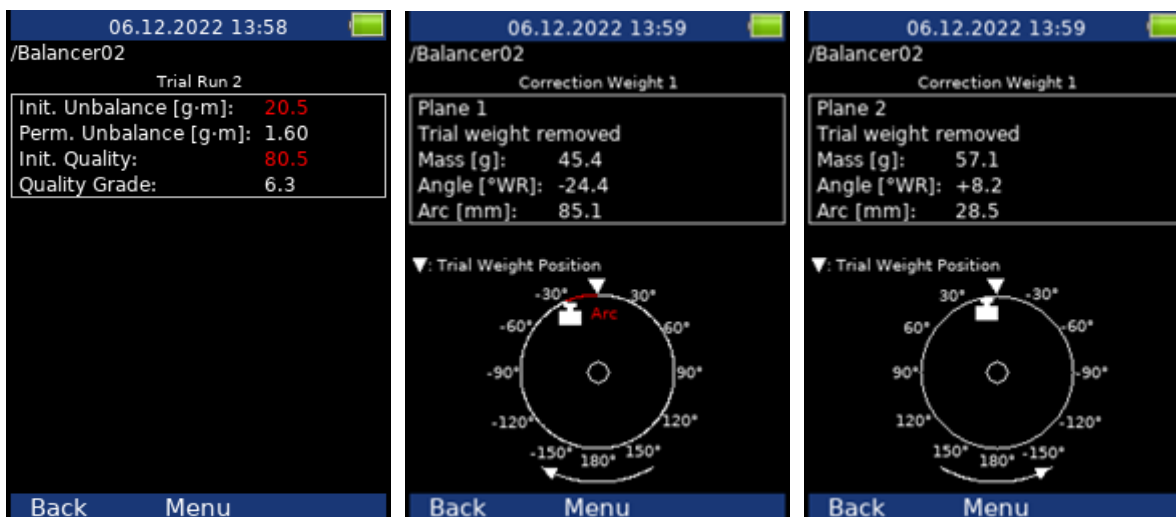 06.12.2022 13:58
/Balancer02
Trial Run 2
Init. Unbalance [g·m]: 20.5
Perm. Unbalance [g·m]: 1.60
Init. Quality: 80.5
Quality Grade: 6.3
Back Menu
06.12.2022 13:59
/Balancer02
Correction Weight 1
Plane 1
Trial weight removed
Mass [g]: 45.4
Angle [°WR]: -24.4
Arc [mm]: 85.1
▼: Trial Weight Position
-30° 30°
Arc
-60° 60°
-90° 90°
-120° 120°
-150° 180° 150°
Back Menu
06.12.2022 13:59
/Balancer02
Correction Weight 1
Plane 2
Trial weight removed
Mass [g]: 57.1
Angle [°WR]: +8.2
Arc [mm]: 28.5
▼: Trial Weight Position
30° -30°
60° -60°
90° -90°
120° -120°
150° 180° -150°
Back Menu